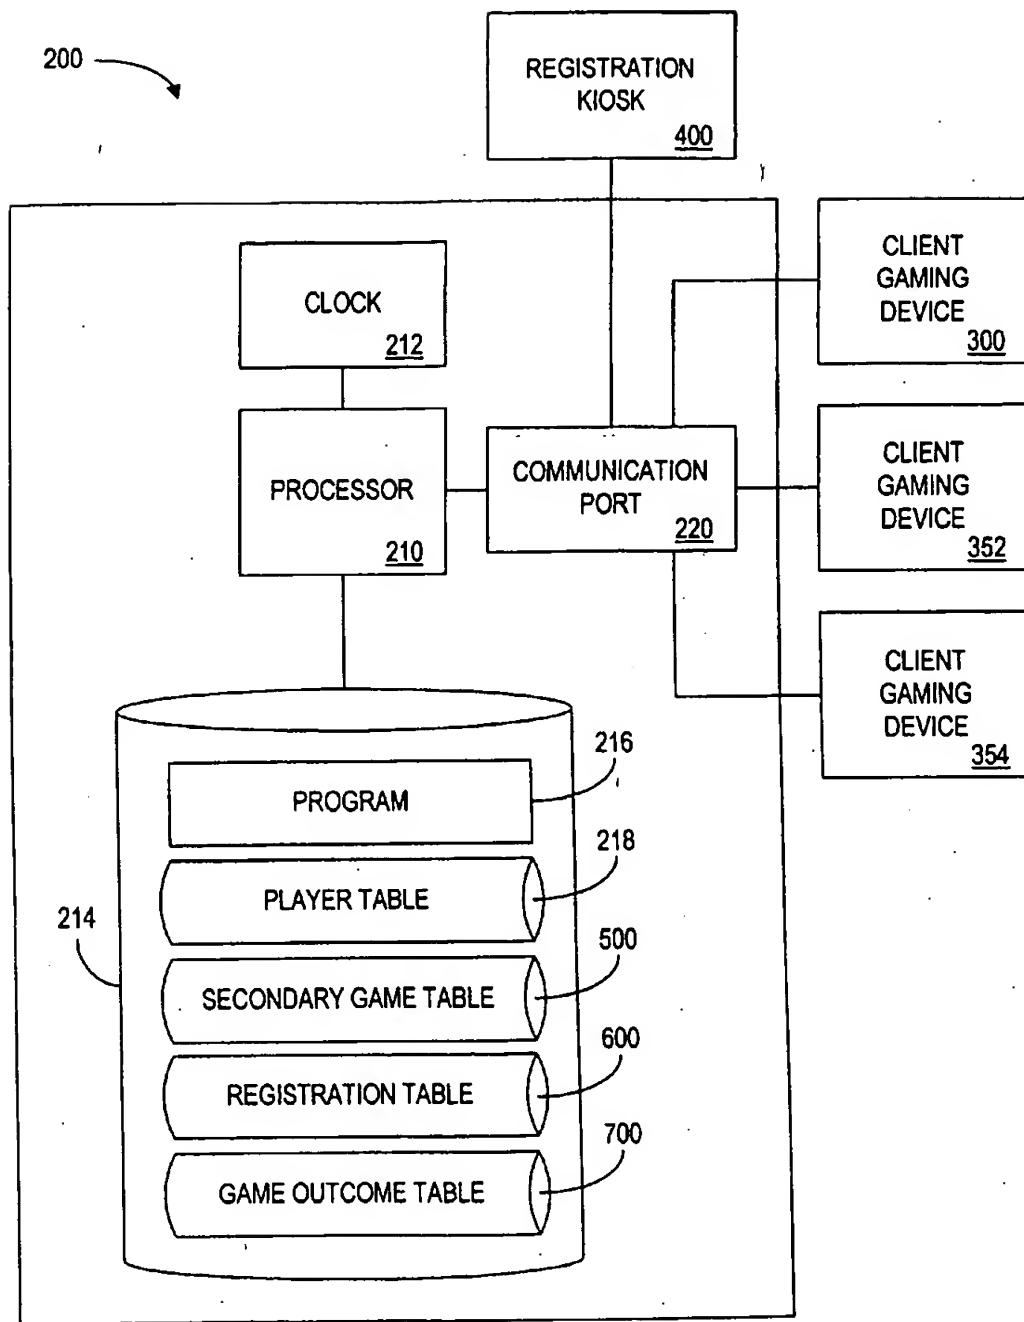 200
REGISTRATION
KIOSK
400
CLOCK
212
CLIENT
GAMING
DEVICE
300
PROCESSOR
210
COMMUNICATION
PORT
220
CLIENT
GAMING
DEVICE
352
CLIENT
GAMING
DEVICE
354
214
PROGRAM
216
PLAYER TABLE
218
SECONDARY GAME TABLE
500
REGISTRATION TABLE
600
GAME OUTCOME TABLE
700